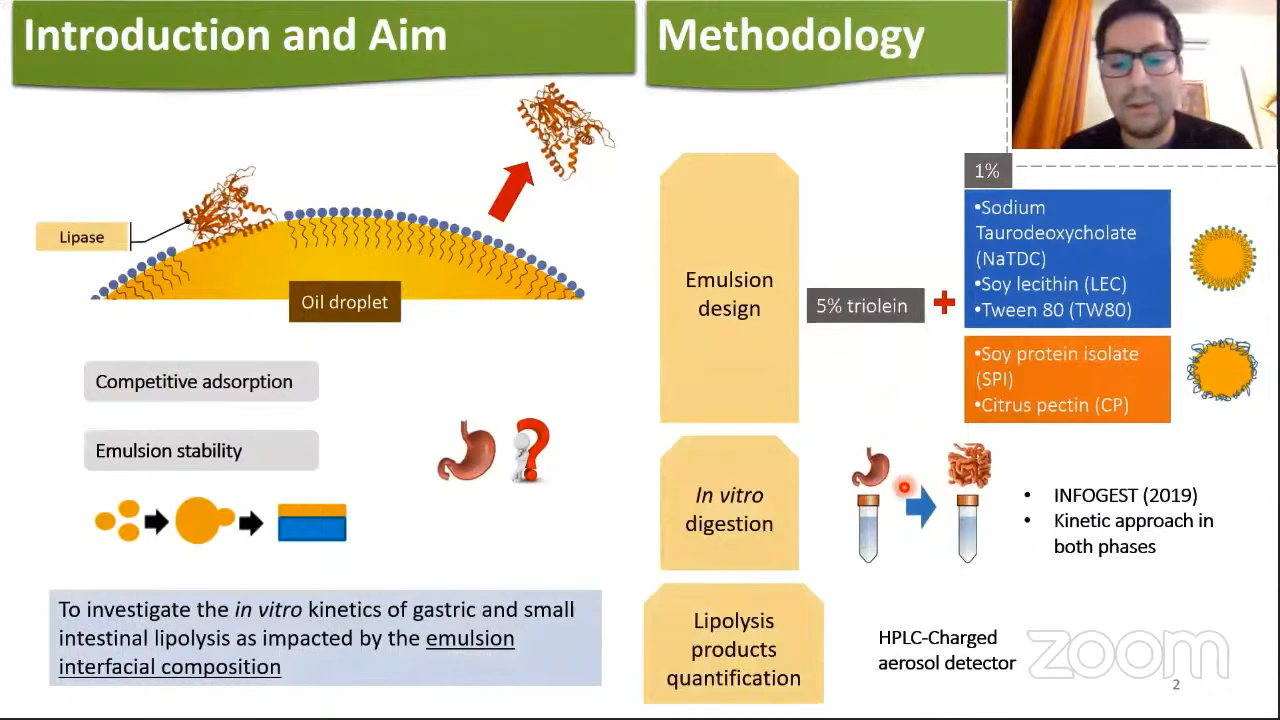 Introduction and Aim
Lipase
Oil droplet
Competitive adsorption
Emulsion stability
To investigate the in vitro kinetics of gastric and small
intestinal lipolysis as impacted by the emulsion
interfacial composition
Methodology
Emulsion
design
5% triolein
1%
•Sodium
Taurodeoxycholate
(NaTDC)
•Soy lecithin (LEC)
•Tween 80 (TW80)
•Soy protein isolate
(SPI)
•Citrus pectin (CP)
In vitro
digestion
• INFOGEST (2019)
• Kinetic approach in
both phases
Lipolysis
products
quantification
HPLC-Charged
aerosol detector
zoom
2